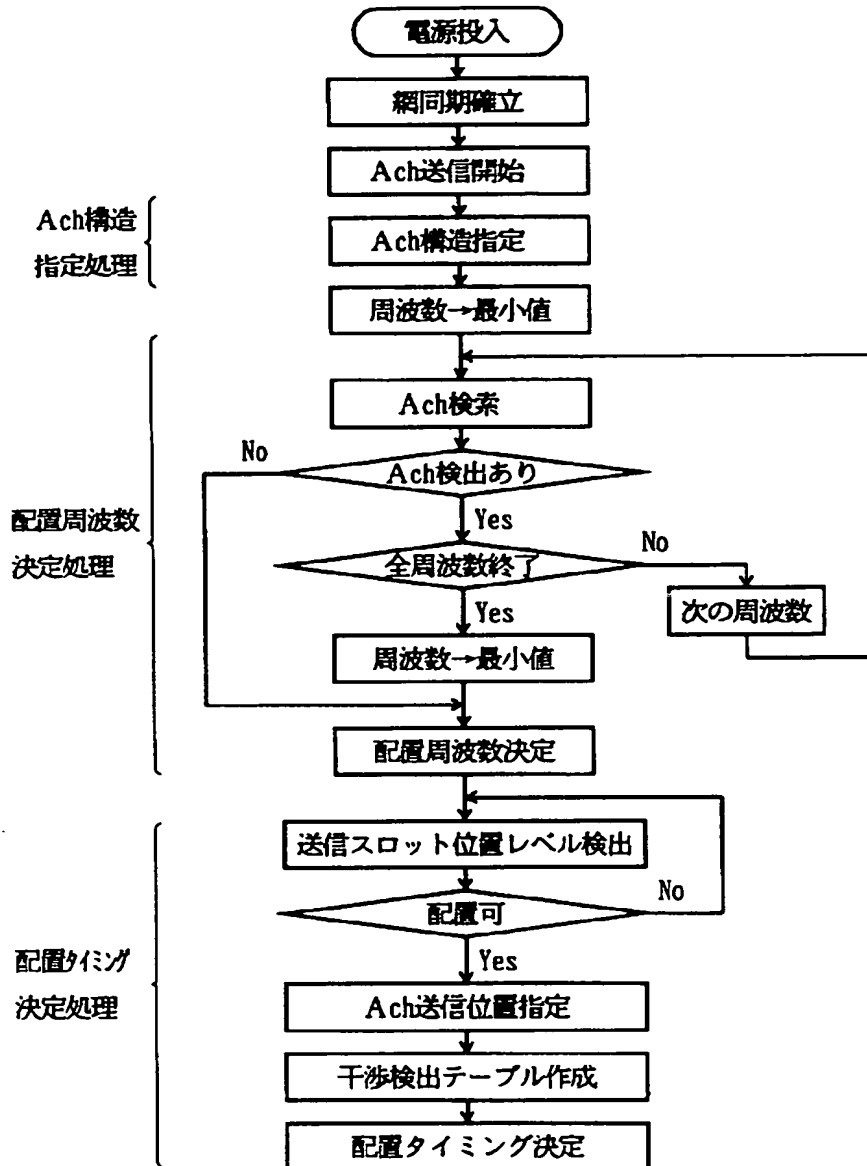 電源投入
網同期確立
Ach送信開始
Ach構造
指定処理
Ach構造指定
周波数→最小値
Ach検索
No
Ach検出あり
Yes
配置周波数
決定処理
全周波数終了
No
Yes
次の周波数
周波数→最小値
配置周波数決定
送信スロット位置レベル検出
No
配置可
Yes
配置タイミング
決定処理
Ach送信位置指定
干渉検出テーブル作成
配置タイミング決定